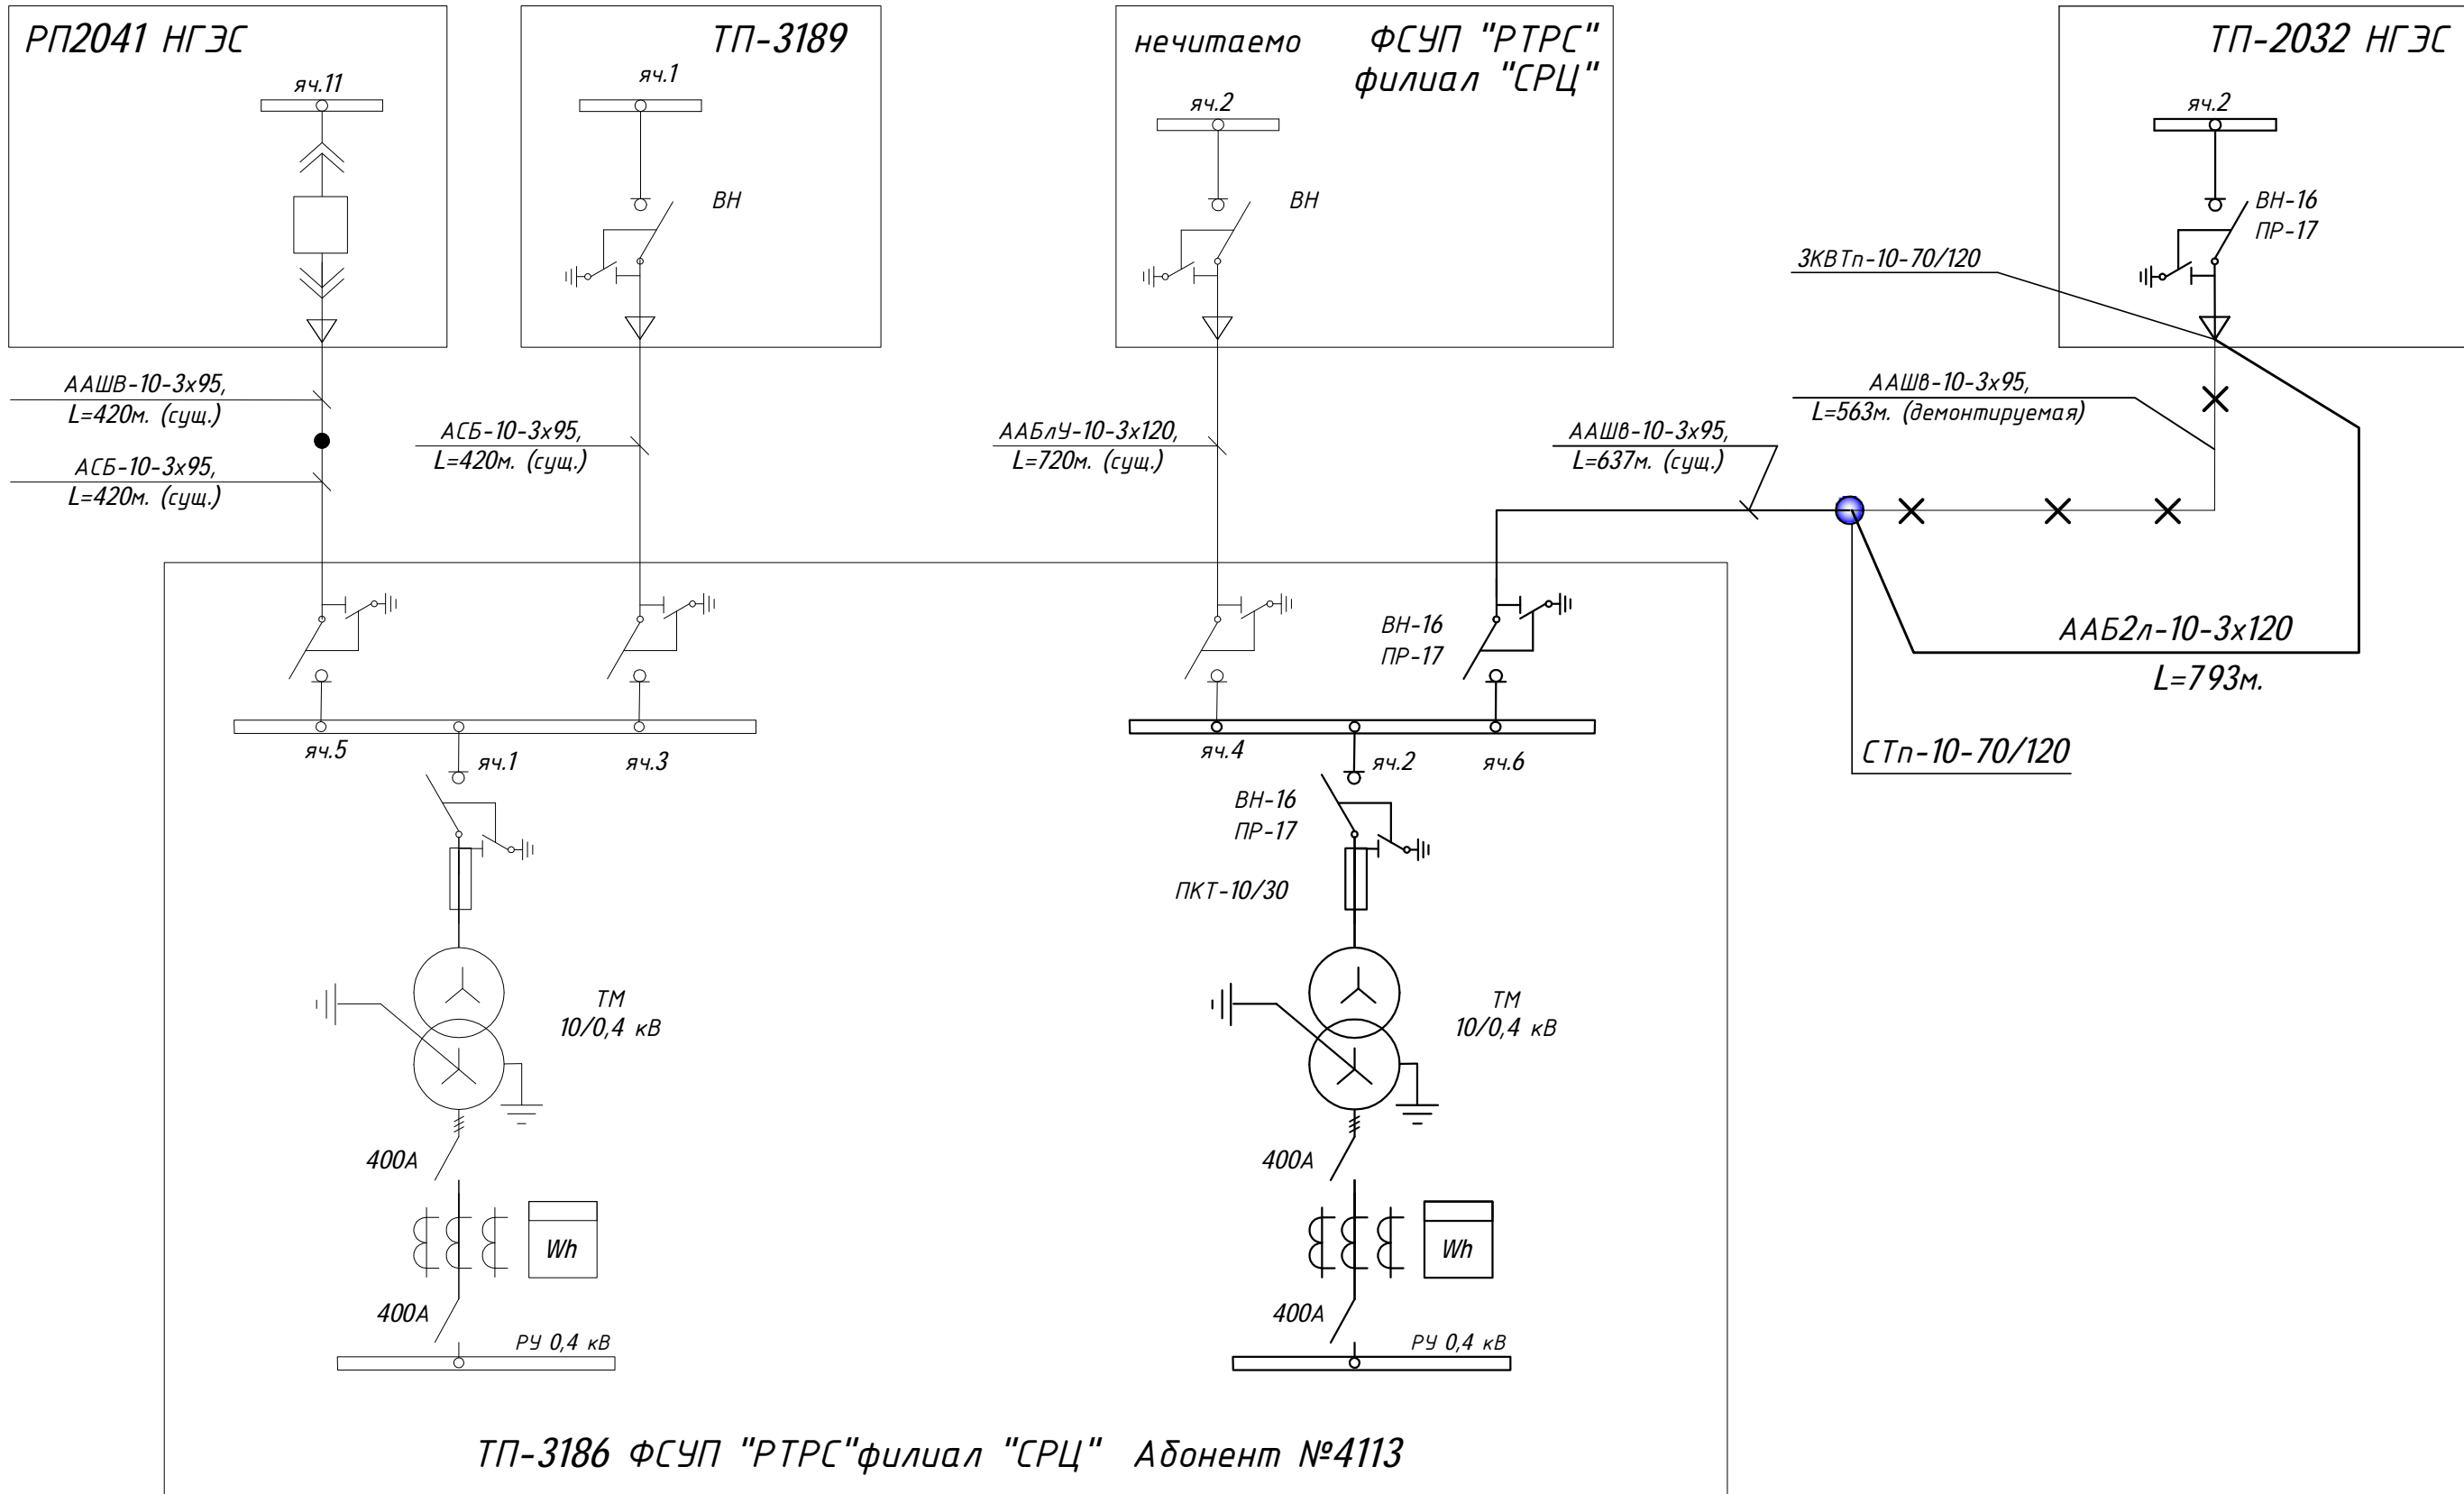 РП2041 НГЭС
яч.11
ТП-3189
яч.1
ВН
нечитаемо
ФСУП "РТРС"
филиал "СРЦ"
яч.2
ВН
ТП-2032 НГЭС
яч.2
ВН-16
ПР-17
3КВТп-10-70/120
ААШВ-10-3х95,
L=420м. (сущ.)
АСБ-10-3х95,
L=420м. (сущ.)
АСБ-10-3х95,
L=420м. (сущ.)
ААБлУ-10-3х120,
L=720м. (сущ.)
ААШв-10-3х95,
L=637м. (сущ.)
ААШв-10-3х95,
L=563м. (демонтируемая)
ААБ2л-10-3х120
L=793м.
СТп-10-70/120
ВН-16
ПР-17
яч.5
яч.1
яч.3
яч.4
яч.2
яч.6
ВН-16
ПР-17
ПКТ-10/30
ТМ
10/0,4 кВ
ТМ
10/0,4 кВ
400А
400А
Wh
Wh
400А
400А
РУ 0,4 кВ
РУ 0,4 кВ
ТП-3186 ФСУП "РТРС"филиал "СРЦ" Абонент №4113